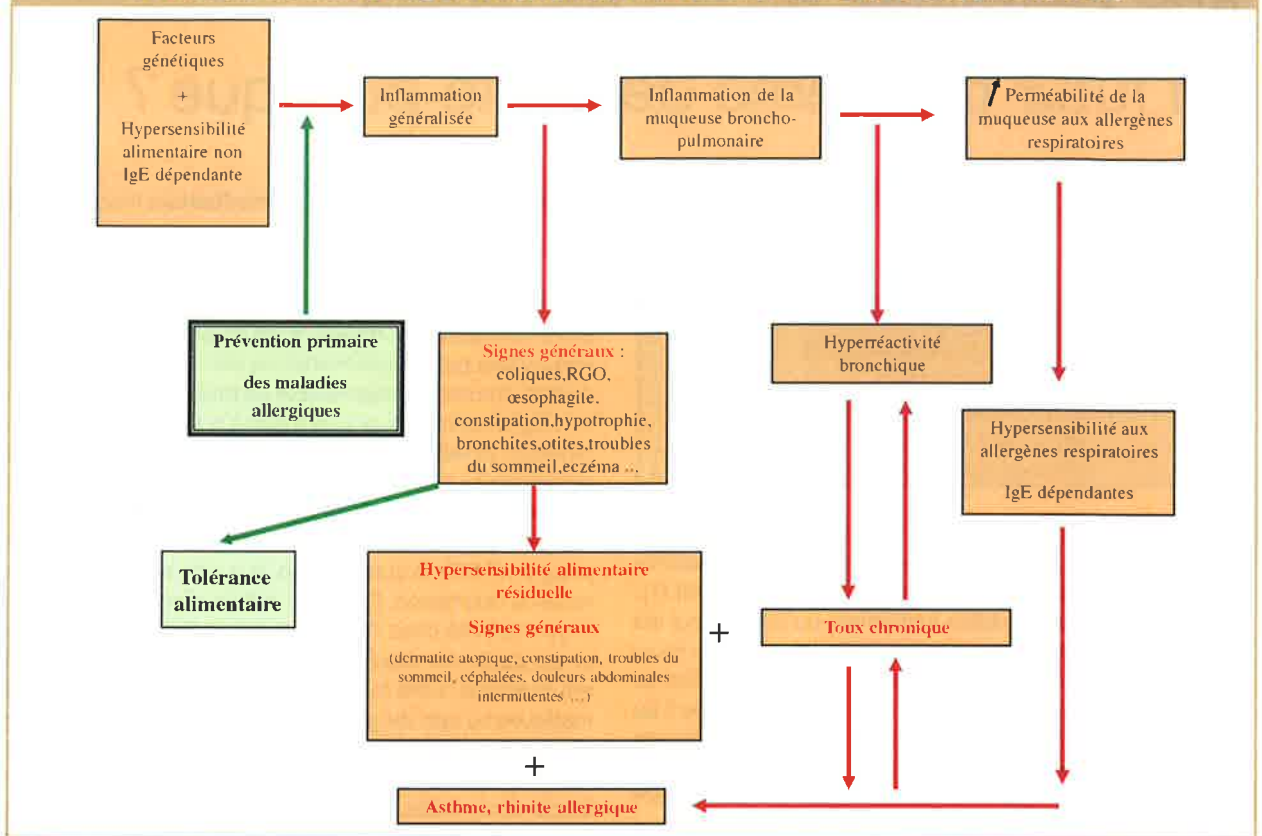 Facteurs
génétiques
+
Hypersensibilité
alimentaire non
IgE dépendante
Inflammation
généralisée
Inflammation de la
muqueuse broncho-
pulmonaire
Perméabilité de la
muqueuse aux allergènes
respiratoires
Prévention primaire
des maladies
allergiques
Signes généraux :
coliques,RGO,
œsophagite,
constipation,hypotrophie,
bronchites,otites,troubles
du sommeil,eczéma ...
Hyperréactivité
bronchique
Hypersensibilité aux
allergènes respiratoires
IgE dépendantes
Tolérance
alimentaire
Hypersensibilité alimentaire
résiduelle
Signes généraux
(dermatite atopique, constipation, troubles du
sommeil, céphalées, douleurs abdominales
intermittentes ...)
+
Toux chronique
+
Asthme, rhinite allergique